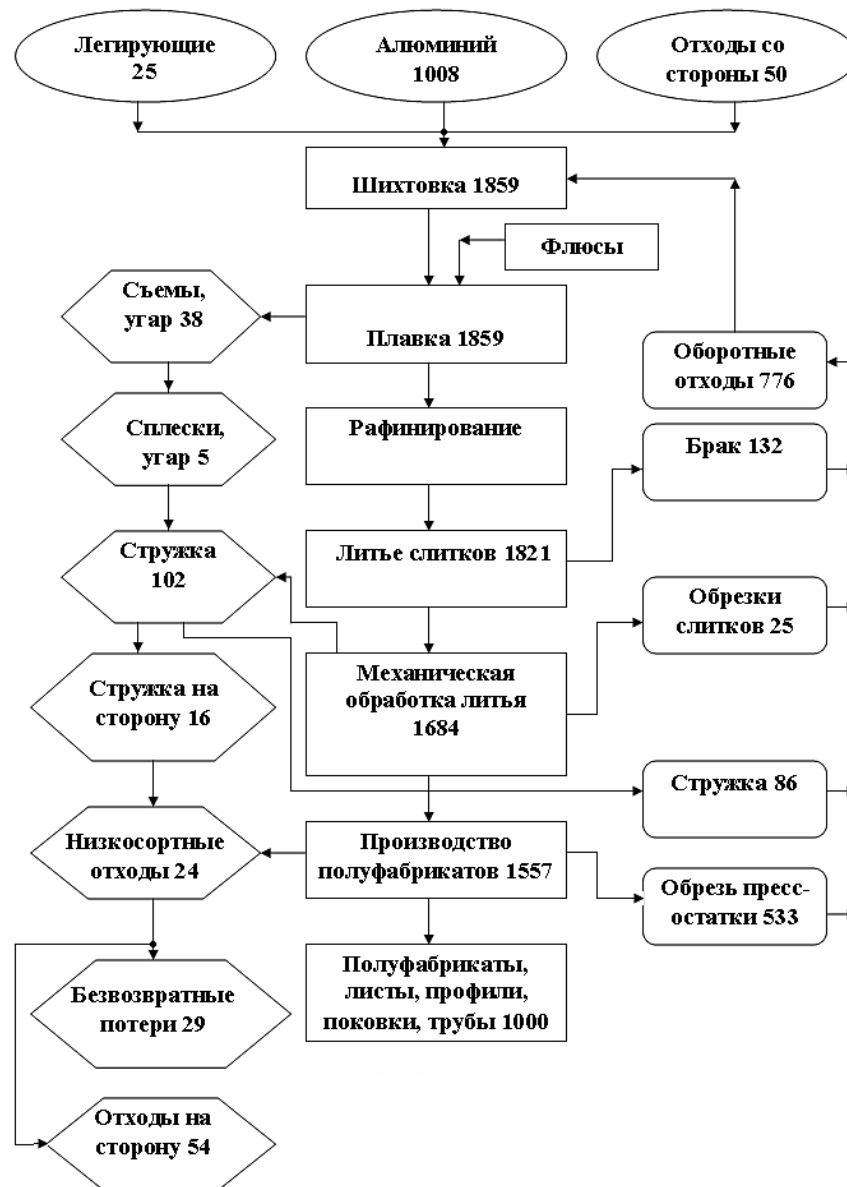 Легирующие
25
Алюминий
1008
Отходы со
стороны 50
Шихтовка 1859
Флюсы
Съемы,
угар 38
Плавка 1859
Оборотные
отходы 776
Сплески,
угар 5
Рафинирование
Брак 132
Стружка
102
Литье слитков 1821
Обрезки
слитков 25
Стружка на
сторону 16
Механическая
обработка литья
1684
Стружка 86
Низкосортные
отходы 24
Производство
полуфабрикатов 1557
Обрезь пресс-
остатки 533
Безвозвратные
потери 29
Полуфабрикаты,
листы, профили,
поковки, трубы 1000
Отходы на
сторону 54